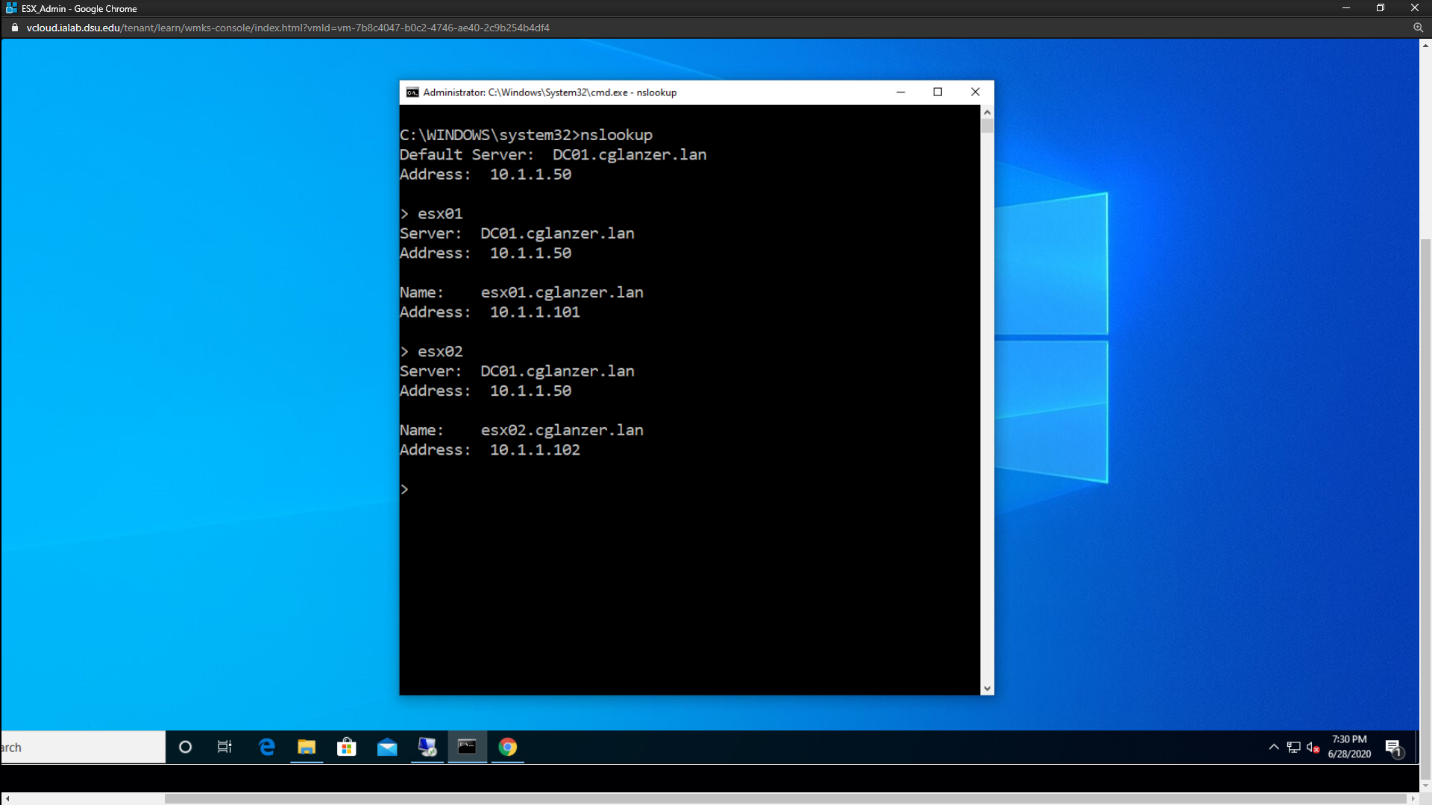 ESX_Admin - Google Chrome
vcloud.ialab.dsu.edu/tenant/learn/wmks-console/index.html?vmId=vm-7b8c4047-b0c2-4746-ae40-2c9b254b4df4
Administrator: C:\Windows\System32\cmd.exe - nslookup
C:\WINDOWS\system32>nslookup
Default Server:  DC01.cglanzer.lan
Address:  10.1.1.50
> esx01
Server:  DC01.cglanzer.lan
Address:  10.1.1.50
Name:    esx01.cglanzer.lan
Address:  10.1.1.101
> esx02
Server:  DC01.cglanzer.lan
Address:  10.1.1.50
Name:    esx02.cglanzer.lan
Address:  10.1.1.102
>
arch
7:30 PM
6/28/2020
1